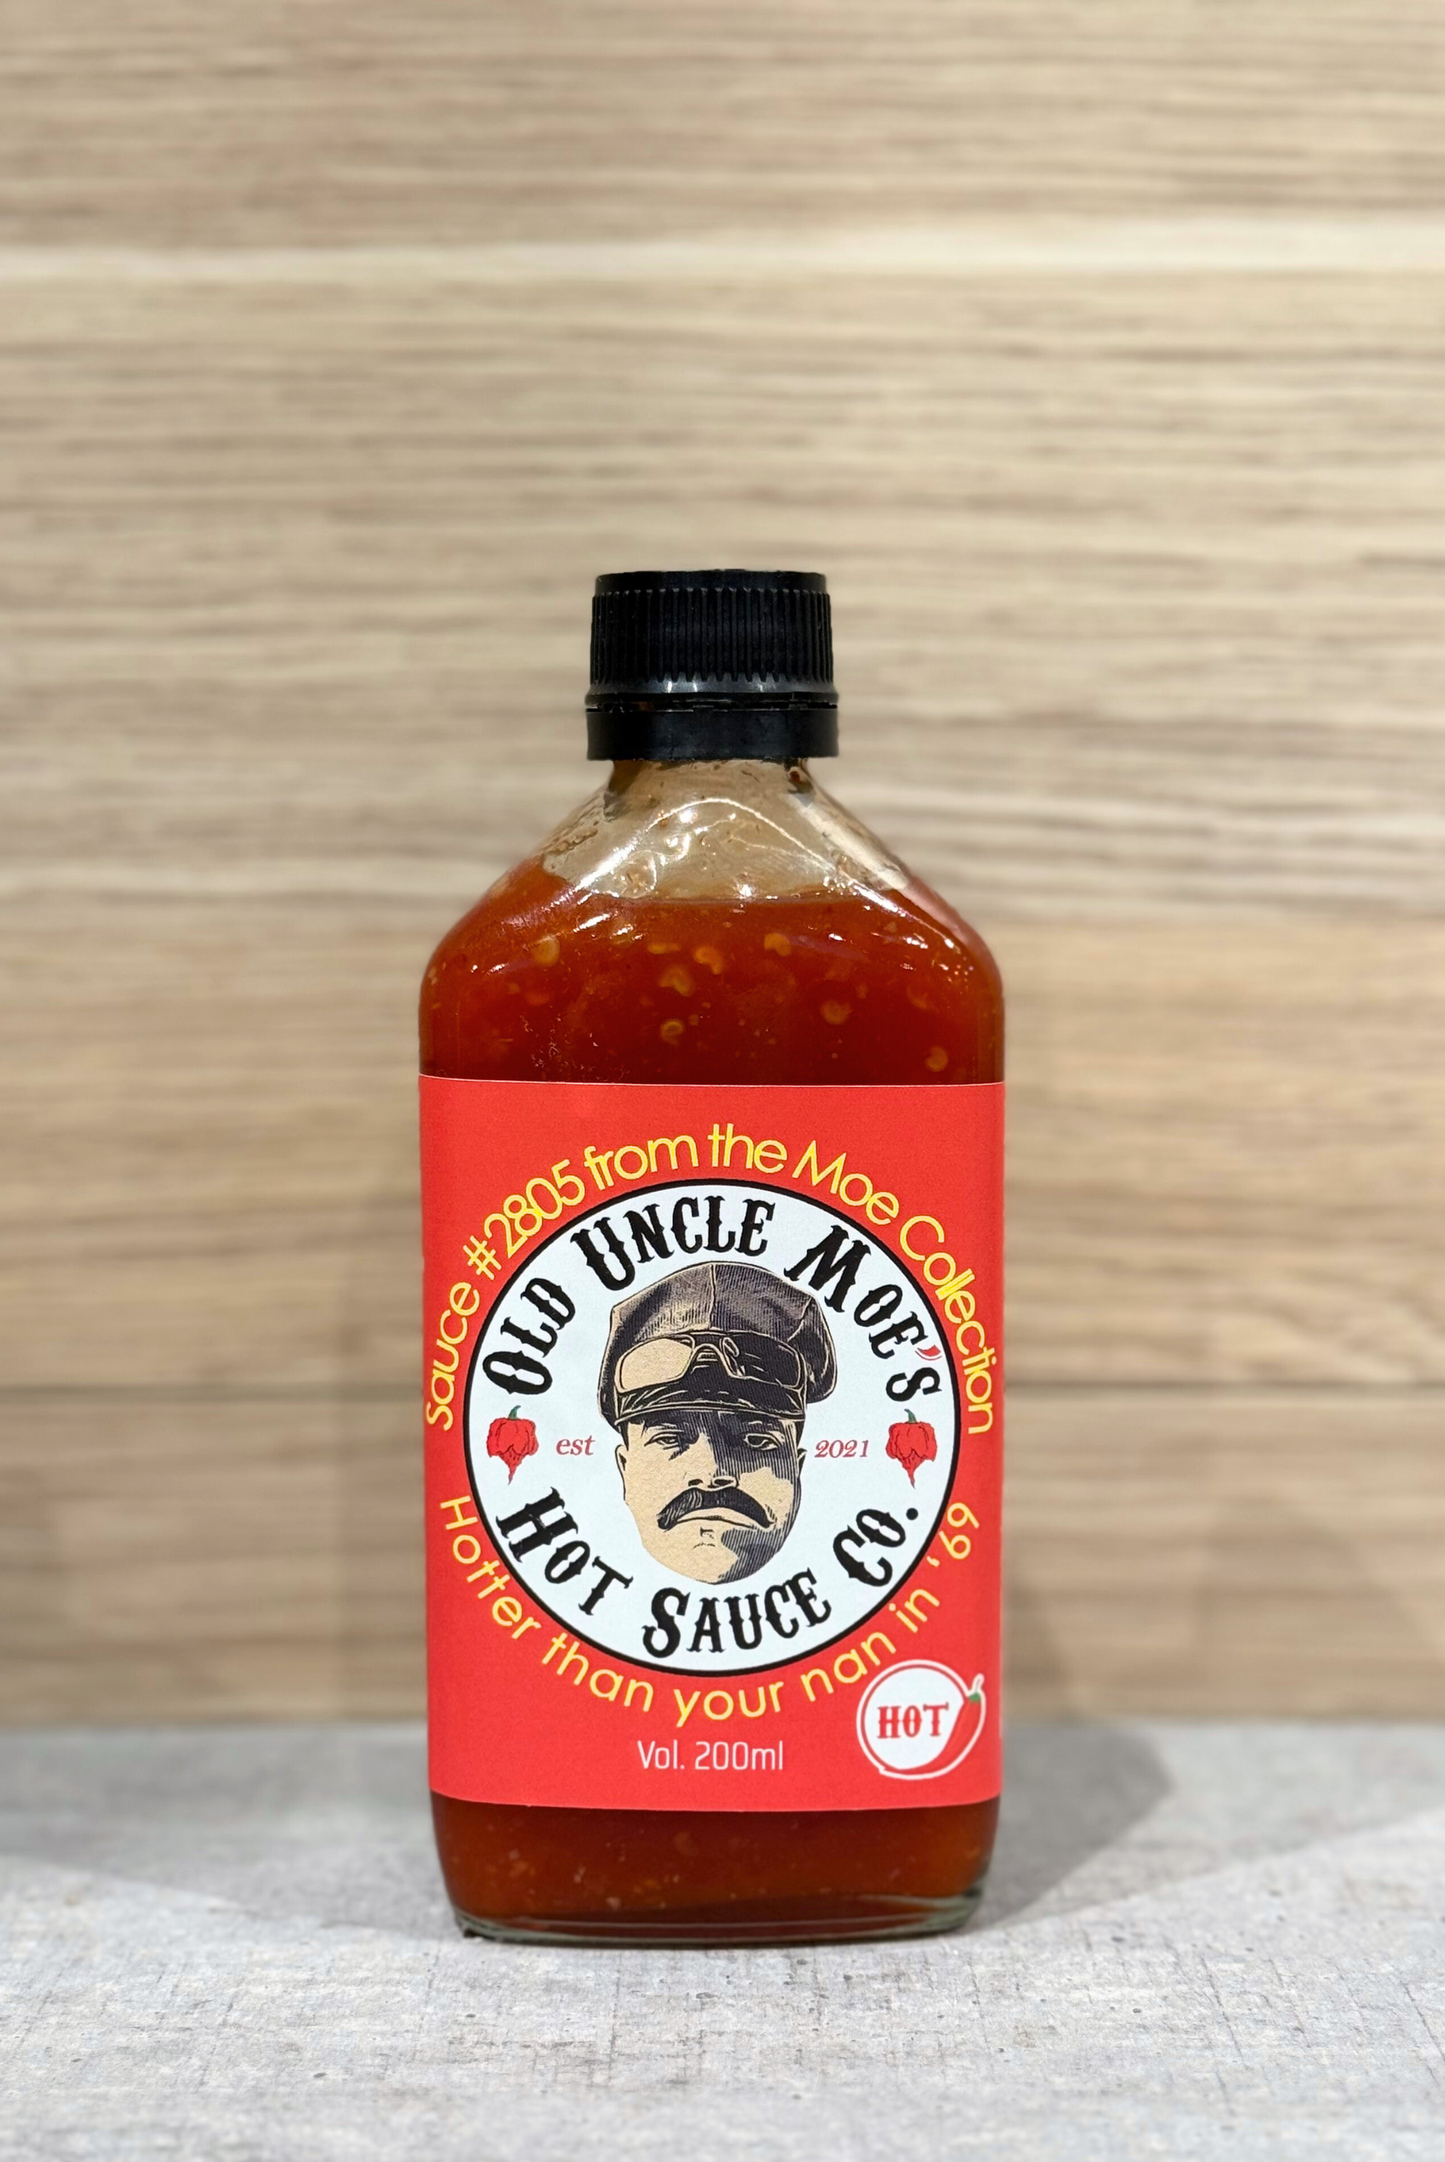 Sauce #2805 from the Moe Collection
OLD UNCLE MOE'S
est 2021
HOT SAUCE CO.
Hotter than your nan in '69
HOT
Vol. 200ml